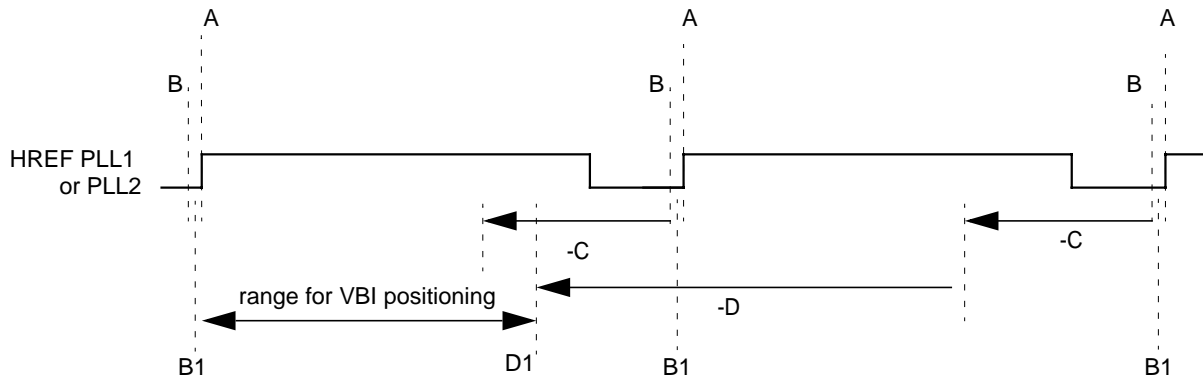 A A A
B B B
HREF PLL1
or PLL2
-C -C
range for VBI positioning -D
B1 D1 B1 B1